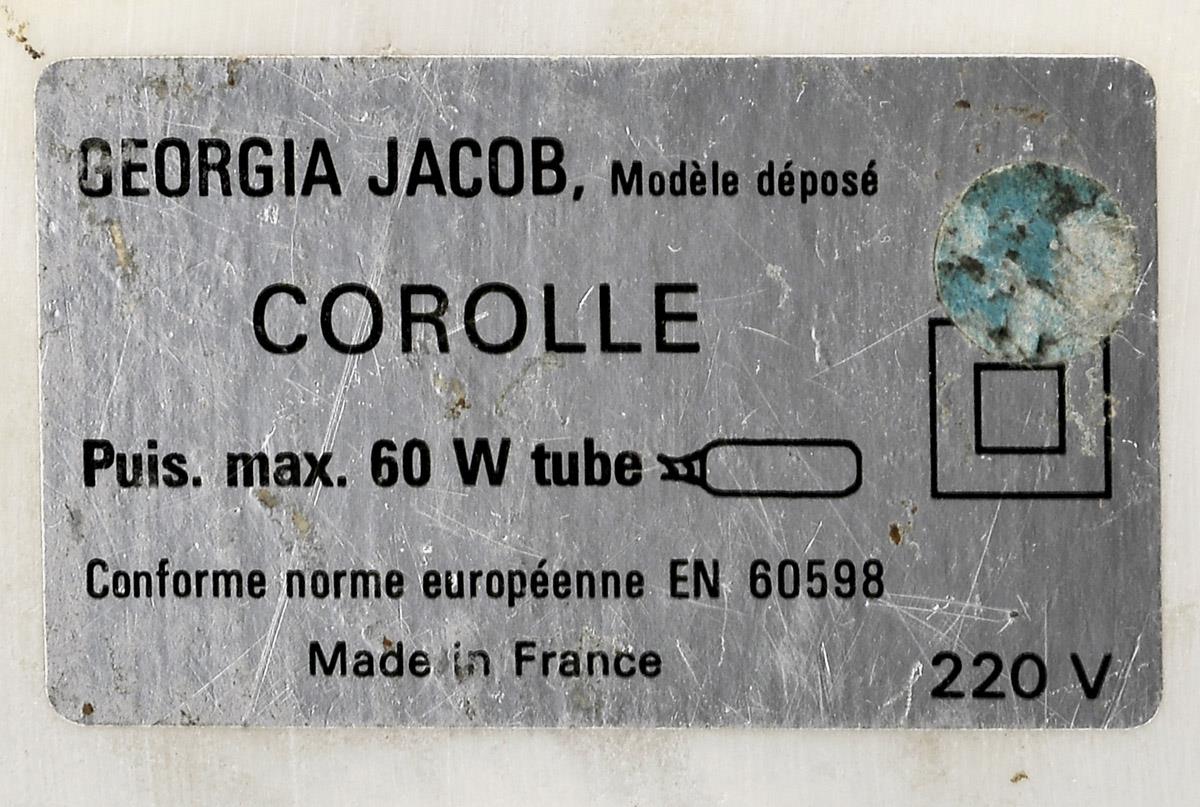 GEORGIA JACOB, Modèle déposé
COROLLE
Puis. max. 60 W tube
Conforme norme européenne EN 60598
Made in France
220 V